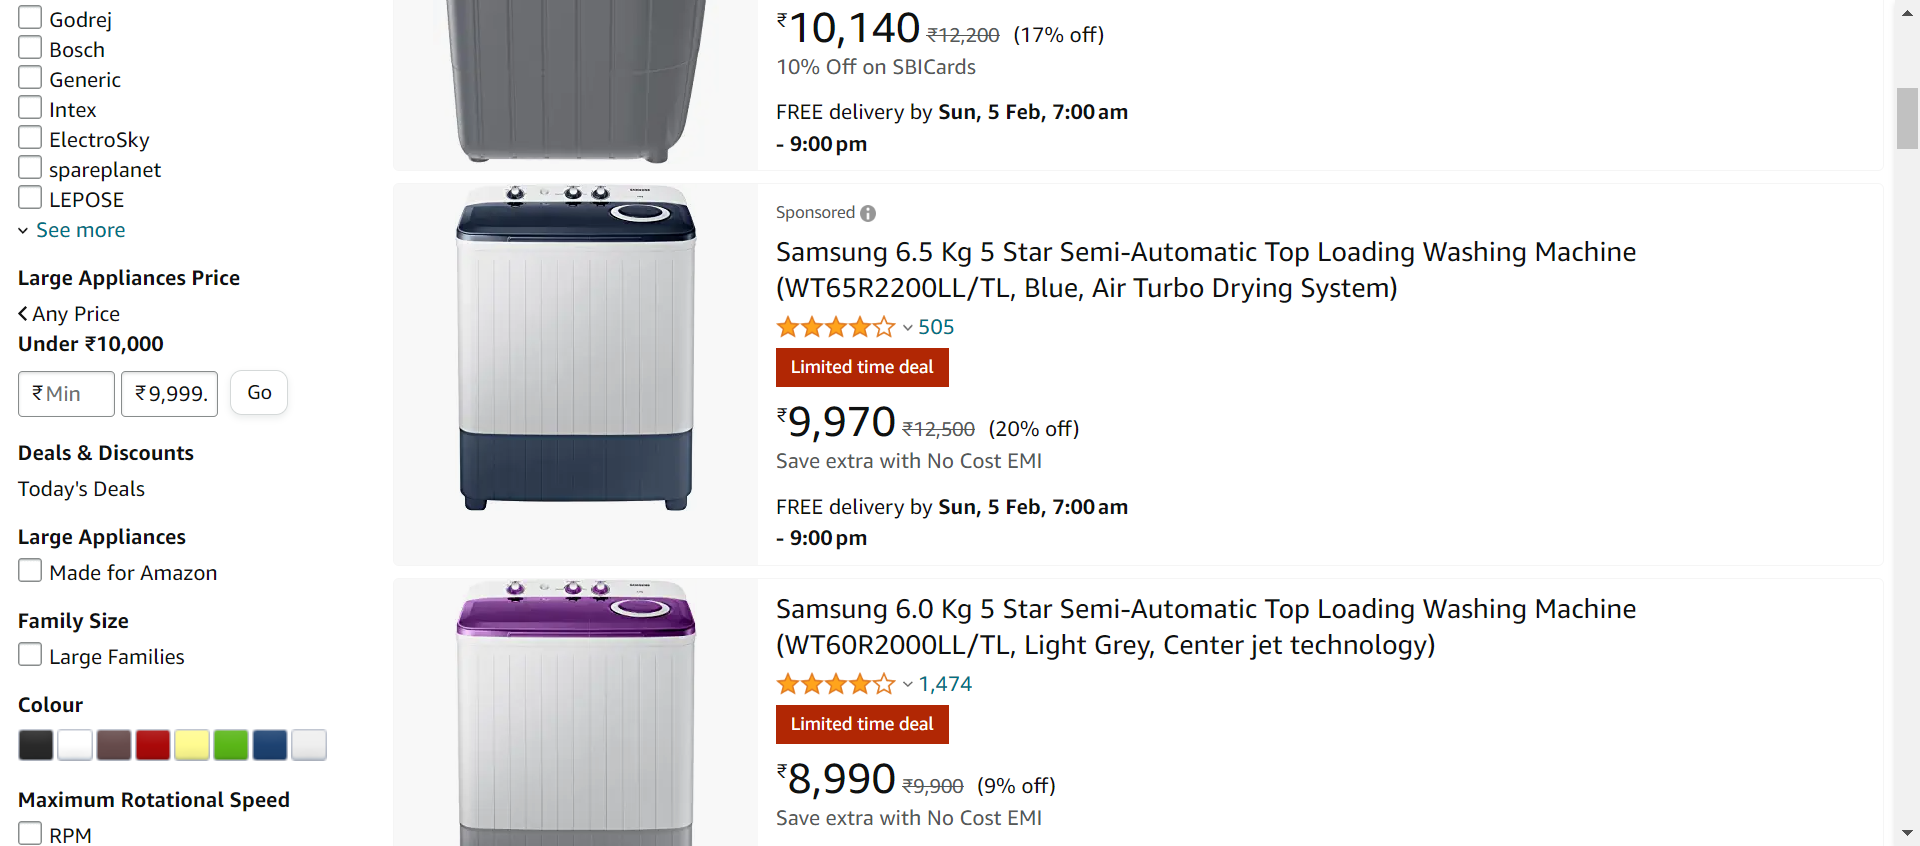 Godrej
Bosch
Generic
Intex
ElectroSky
spareplanet
LEPOSE
See more
Large Appliances Price
Any Price
Under ₹10,000
₹ Min
₹ 9,999.
Go
Deals & Discounts
Today's Deals
Large Appliances
Made for Amazon
Family Size
Large Families
Colour
Maximum Rotational Speed
RPM
₹10,140 ₹12,200 (17% off)
10% Off on SBICards
FREE delivery by Sun, 5 Feb, 7:00 am
- 9:00 pm
SAMSUNG
Sponsored
Samsung 6.5 Kg 5 Star Semi-Automatic Top Loading Washing Machine
(WT65R2200LL/TL, Blue, Air Turbo Drying System)
505
Limited time deal
₹9,970 ₹12,500 (20% off)
Save extra with No Cost EMI
FREE delivery by Sun, 5 Feb, 7:00 am
- 9:00 pm
SAMSUNG
Samsung 6.0 Kg 5 Star Semi-Automatic Top Loading Washing Machine
(WT60R2000LL/TL, Light Grey, Center jet technology)
1,474
Limited time deal
₹8,990 ₹9,900 (9% off)
Save extra with No Cost EMI